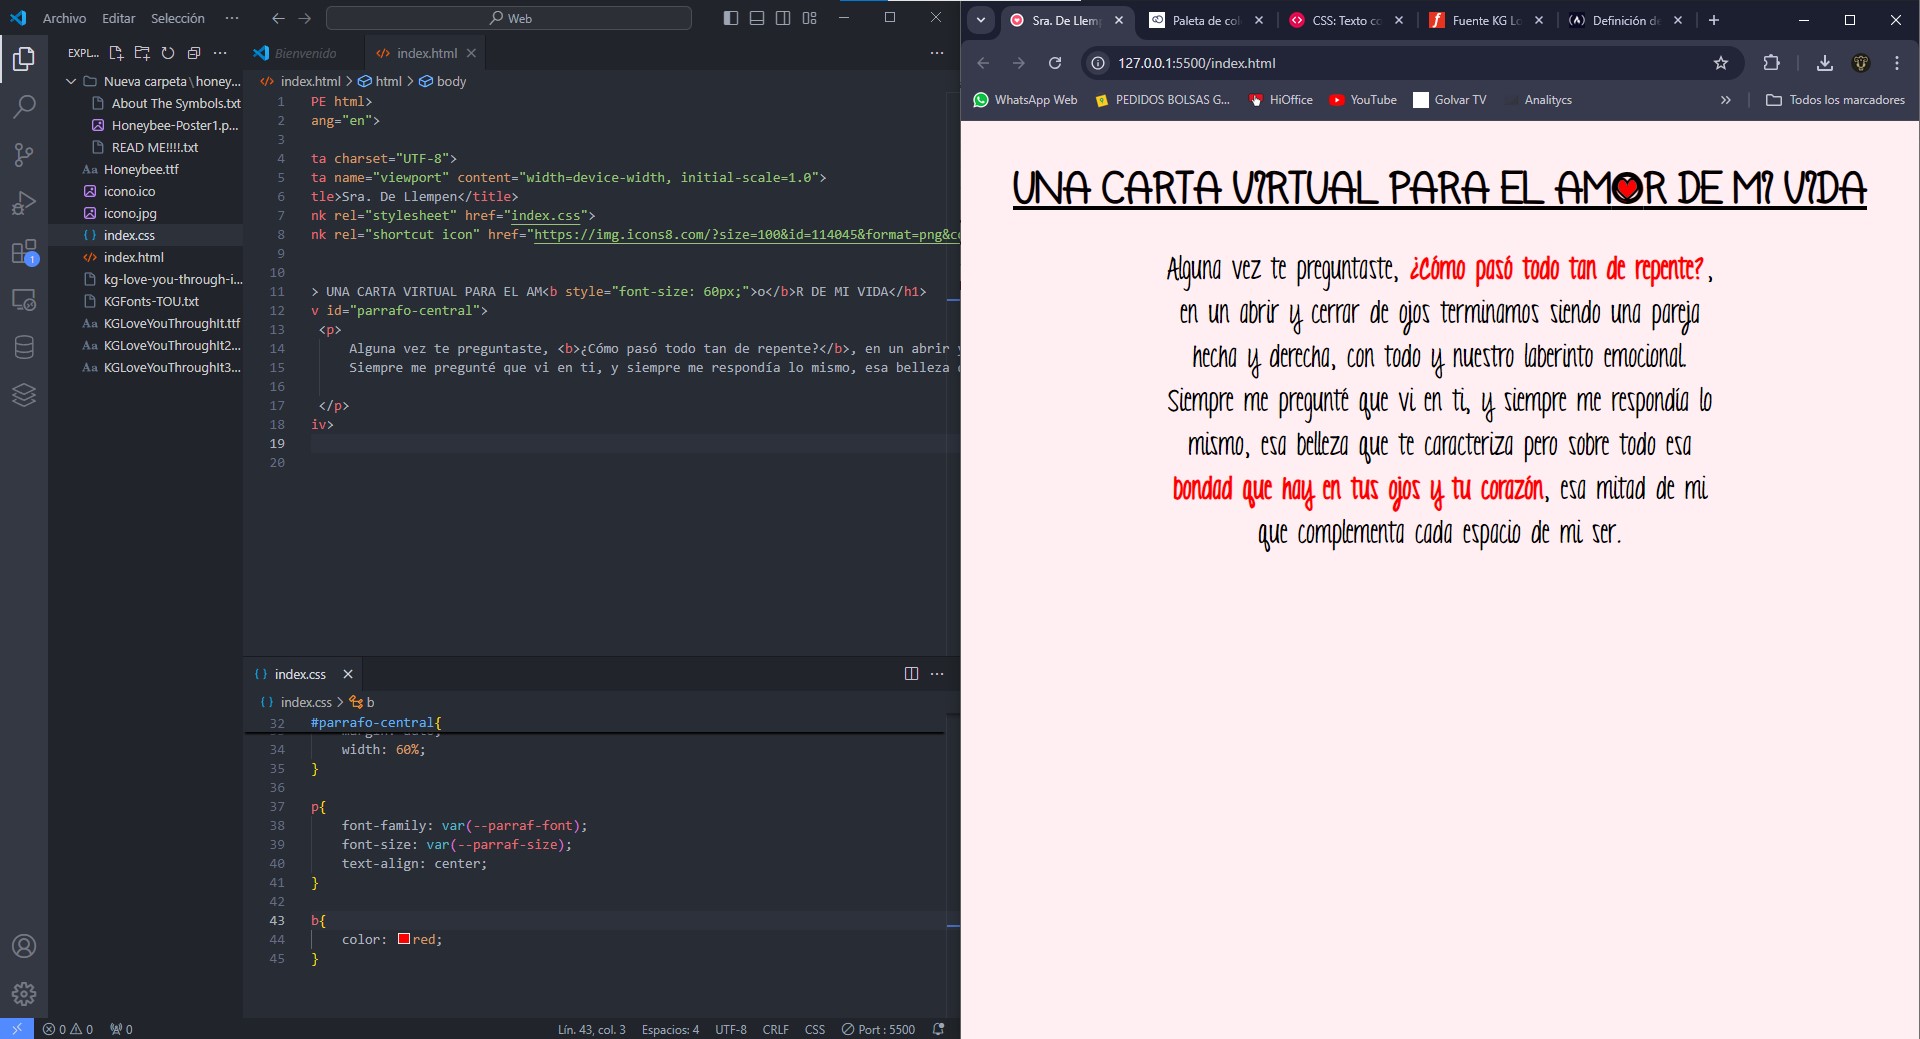 Archivo Editar Selección ···
Web
EXPL...
Nueva carpeta \ honey...
About The Symbols.txt
Honeybee-Poster1.p...
READ ME!!!!.txt
Aa Honeybee.ttf
icono.ico
icono.jpg
{} index.css
<> index.html
kg-love-you-through-i...
KGFonts-TOU.txt
Aa KGLoveYouThroughIt.ttf
Aa KGLoveYouThroughIt2...
Aa KGLoveYouThroughIt3...
1
Bienvenido
<> index.html
<> index.html > html > body
1 PE html>
2 ang="en">
3
4 ta charset="UTF-8">
5 ta name="viewport" content="width=device-width, initial-scale=1.0">
6 tle>Sra. De Llempen</title>
7 nk rel="stylesheet" href="index.css">
8 nk rel="shortcut icon" href="https://img.icons8.com/?size=100&id=114045&format=png&c
9
10
11 > UNA CARTA VIRTUAL PARA EL AM<b style="font-size: 60px;">o</b>R DE MI VIDA</h1>
12 v id="parrafo-central">
13 <p>
14 Alguna vez te preguntaste, <b>¿Cómo pasó todo tan de repente?</b>, en un abrir y
15 Siempre me pregunté que vi en ti, y siempre me respondía lo mismo, esa belleza
16
17 </p>
18 iv>
19
20
{} index.css
{} index.css > b
32 #parrafo-central{
34 width: 60%;
35 }
36
37 p{
38 font-family: var(--parraf-font);
39 font-size: var(--parraf-size);
40 text-align: center;
41 }
42
43 b{
44 color: red;
45 }
0 0 0
Lín. 43, col. 3 Espacios: 4 UTF-8 CRLF CSS Port : 5500
Sra. De Llemp
Paleta de col
CSS: Texto co
Fuente KG Lo
Definición de
127.0.0.1:5500/index.html
WhatsApp Web PEDIDOS BOLSAS G... HiOffice YouTube Golvar TV Analitycs » Todos los marcadores
UNA CARTA VIRTUAL PARA EL AMOR DE MI VIDA
Alguna vez te preguntaste, ¿Cómo pasó todo tan de repente?,
en un abrir y cerrar de ojos terminamos siendo una pareja
hecha y derecha, con todo y nuestro laberinto emocional.
Siempre me pregunté que vi en ti, y siempre me respondía lo
mismo, esa belleza que te caracteriza pero sobre todo esa
bondad que hay en tus ojos y tu corazón, esa mitad de mi
que complementa cada espacio de mi ser.